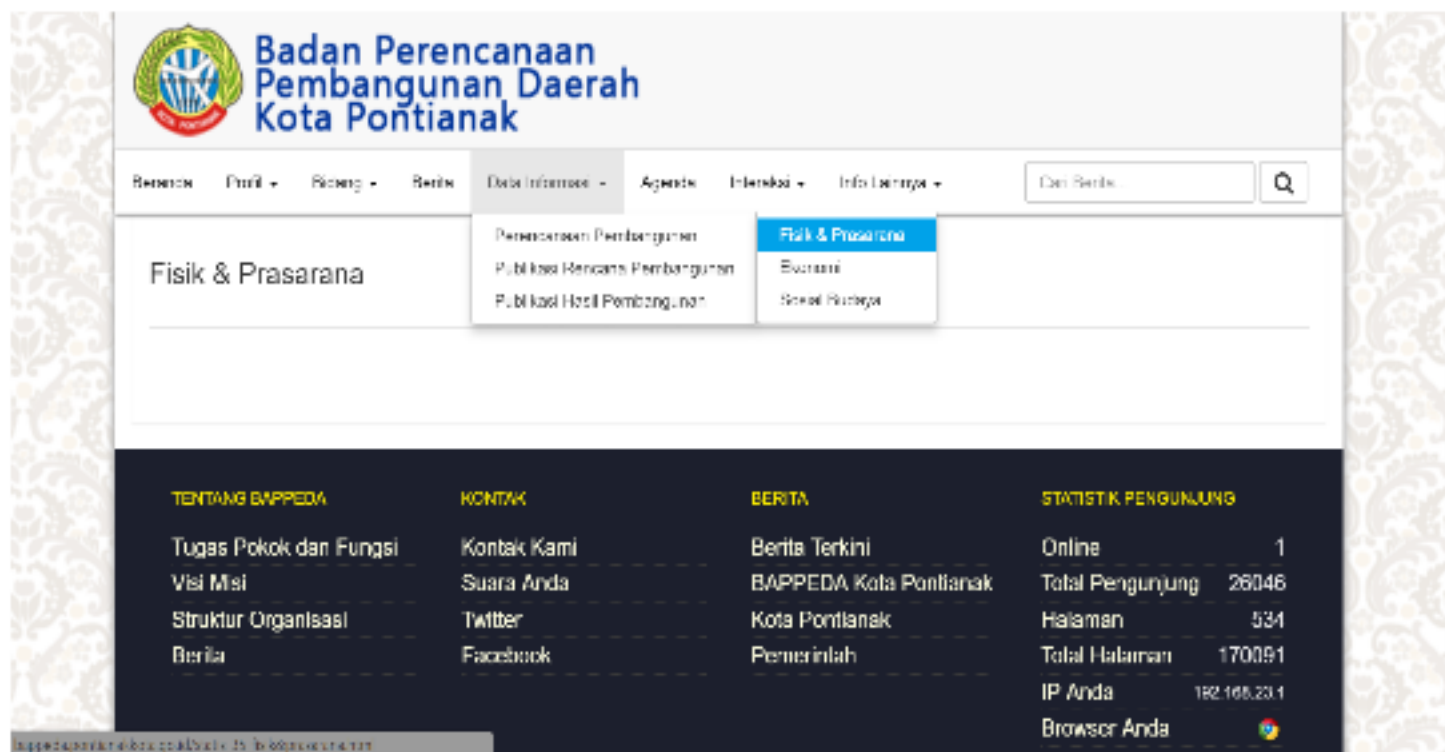 Badan Perencanaan
Pembangunan Daerah
Kota Pontianak
KOTA PONTIANAK
Beranda Profil Bidang Berita Data Informasi Agenda Interaksi Info Lainnya Cari Berita...
Perencanaan Pembangunan Fisik & Prasarana
Fisik & Prasarana
Publikasi Rencana Pembangunan Ekonomi
Publikasi Hasil Pembangunan Sosial Budaya
TENTANG BAPPEDA KONTAK BERITA STATISTIK PENGUNJUNG
Tugas Pokok dan Fungsi Kontak Kami Berita Terkini Online 1
Visi Misi Suara Anda BAPPEDA Kota Pontianak Total Pengunjung 26046
Struktur Organisasi Twitter Kota Pontianak Halaman 534
Berita Facebook Pemerintah Total Halaman 170091
IP Anda 192.168.23.1
Browser Anda